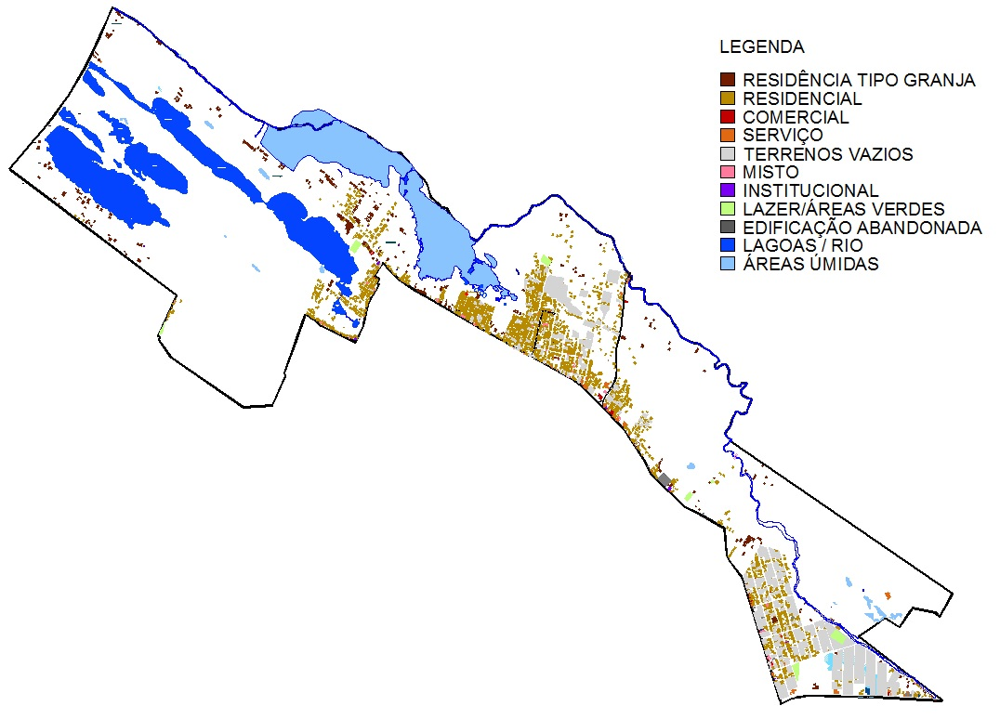 LEGENDA
RESIDÊNCIA TIPO GRANJA
RESIDENCIAL
COMERCIAL
SERVIÇO
TERRENOS VAZIOS
MISTO
INSTITUCIONAL
LAZER/ÁREAS VERDES
EDIFICAÇÃO ABANDONADA
LAGOAS / RIO
ÁREAS ÚMIDAS